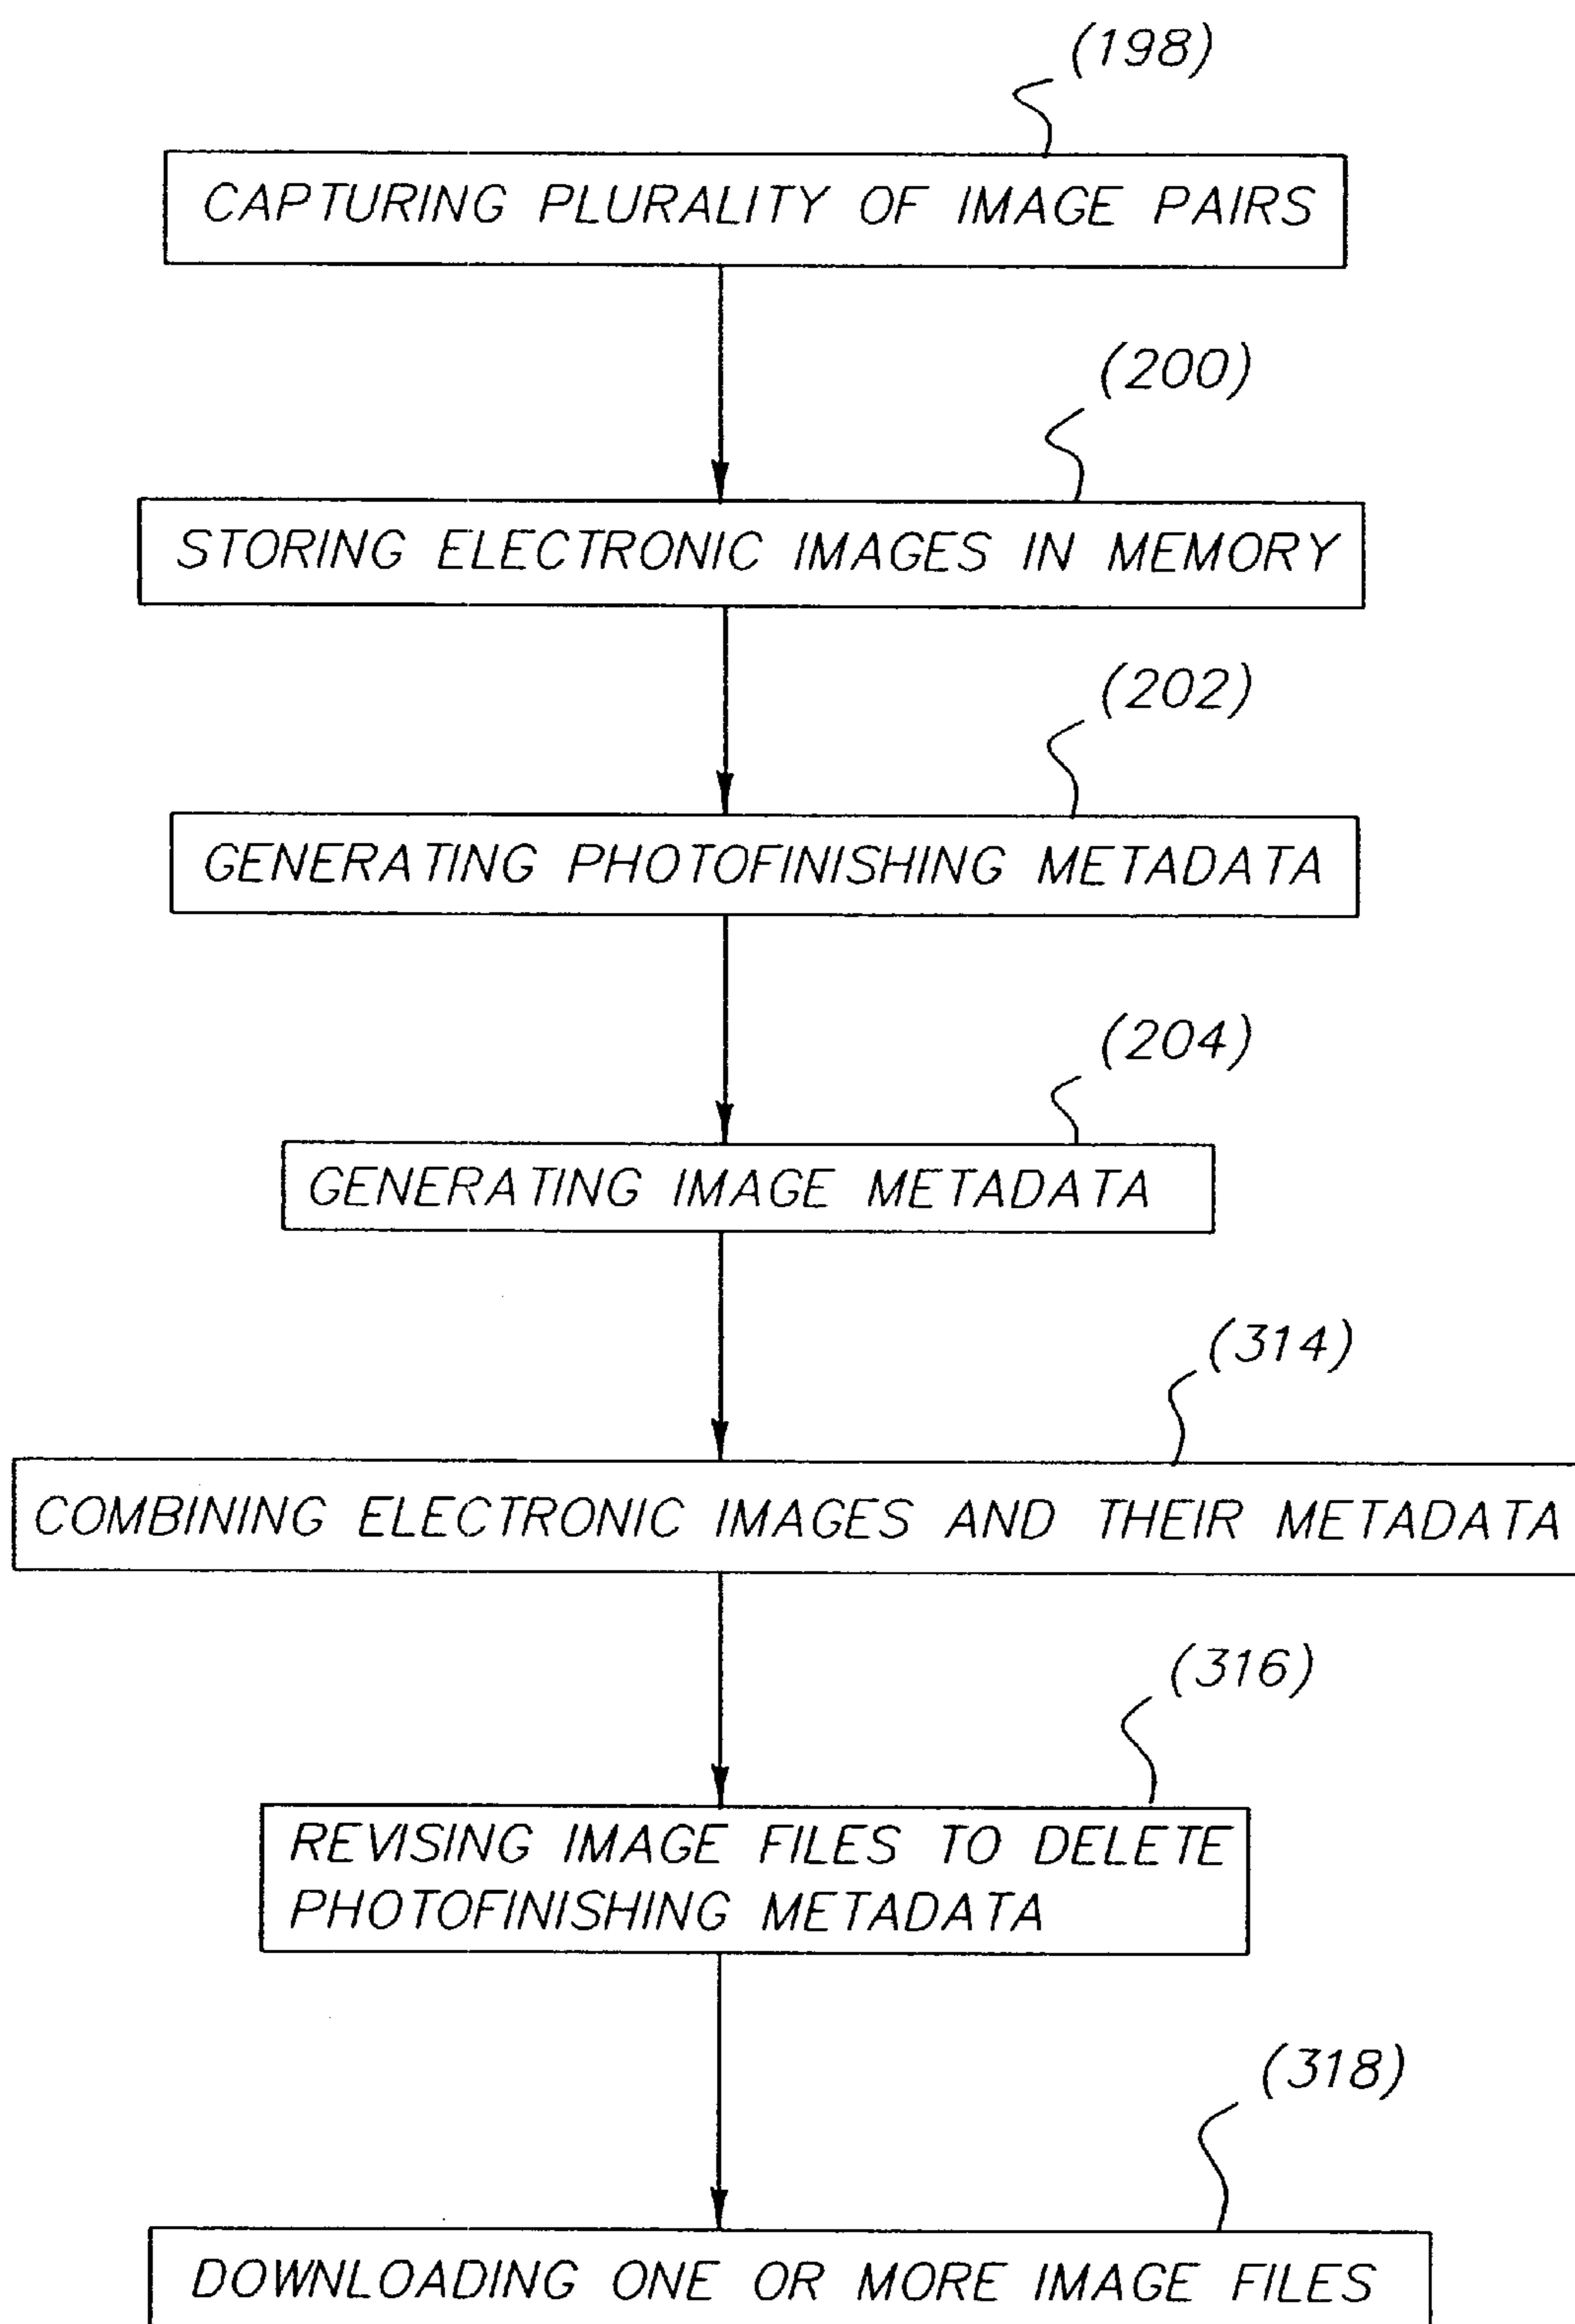 (198)
CAPTURING PLURALITY OF IMAGE PAIRS
(200)
STORING ELECTRONIC IMAGES IN MEMORY
(202)
GENERATING PHOTOFINISHING METADATA
(204)
GENERATING IMAGE METADATA
(314)
COMBINING ELECTRONIC IMAGES AND THEIR METADATA
(316)
REVISING IMAGE FILES TO DELETE
PHOTOFINISHING METADATA
(318)
DOWNLOADING ONE OR MORE IMAGE FILES